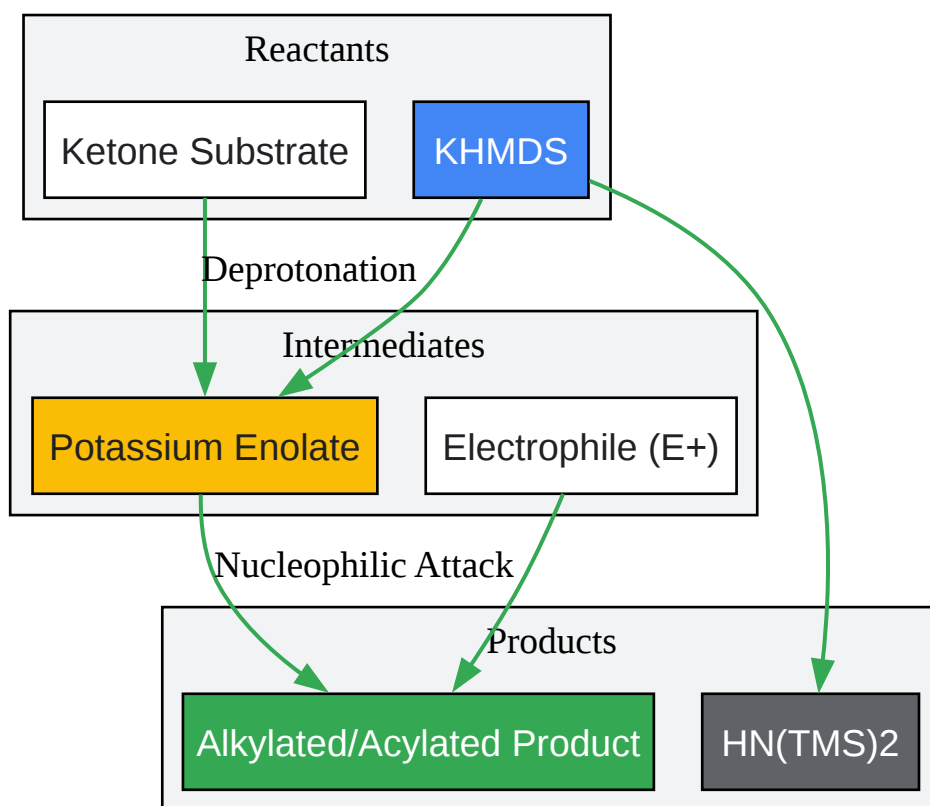 Reactants
Ketone Substrate
KHMDS
Deprotonation
Intermediates
Potassium Enolate
Electrophile (E+)
Nucleophilic Attack
Products
Alkylated/Acylated Product
HN(TMS)2